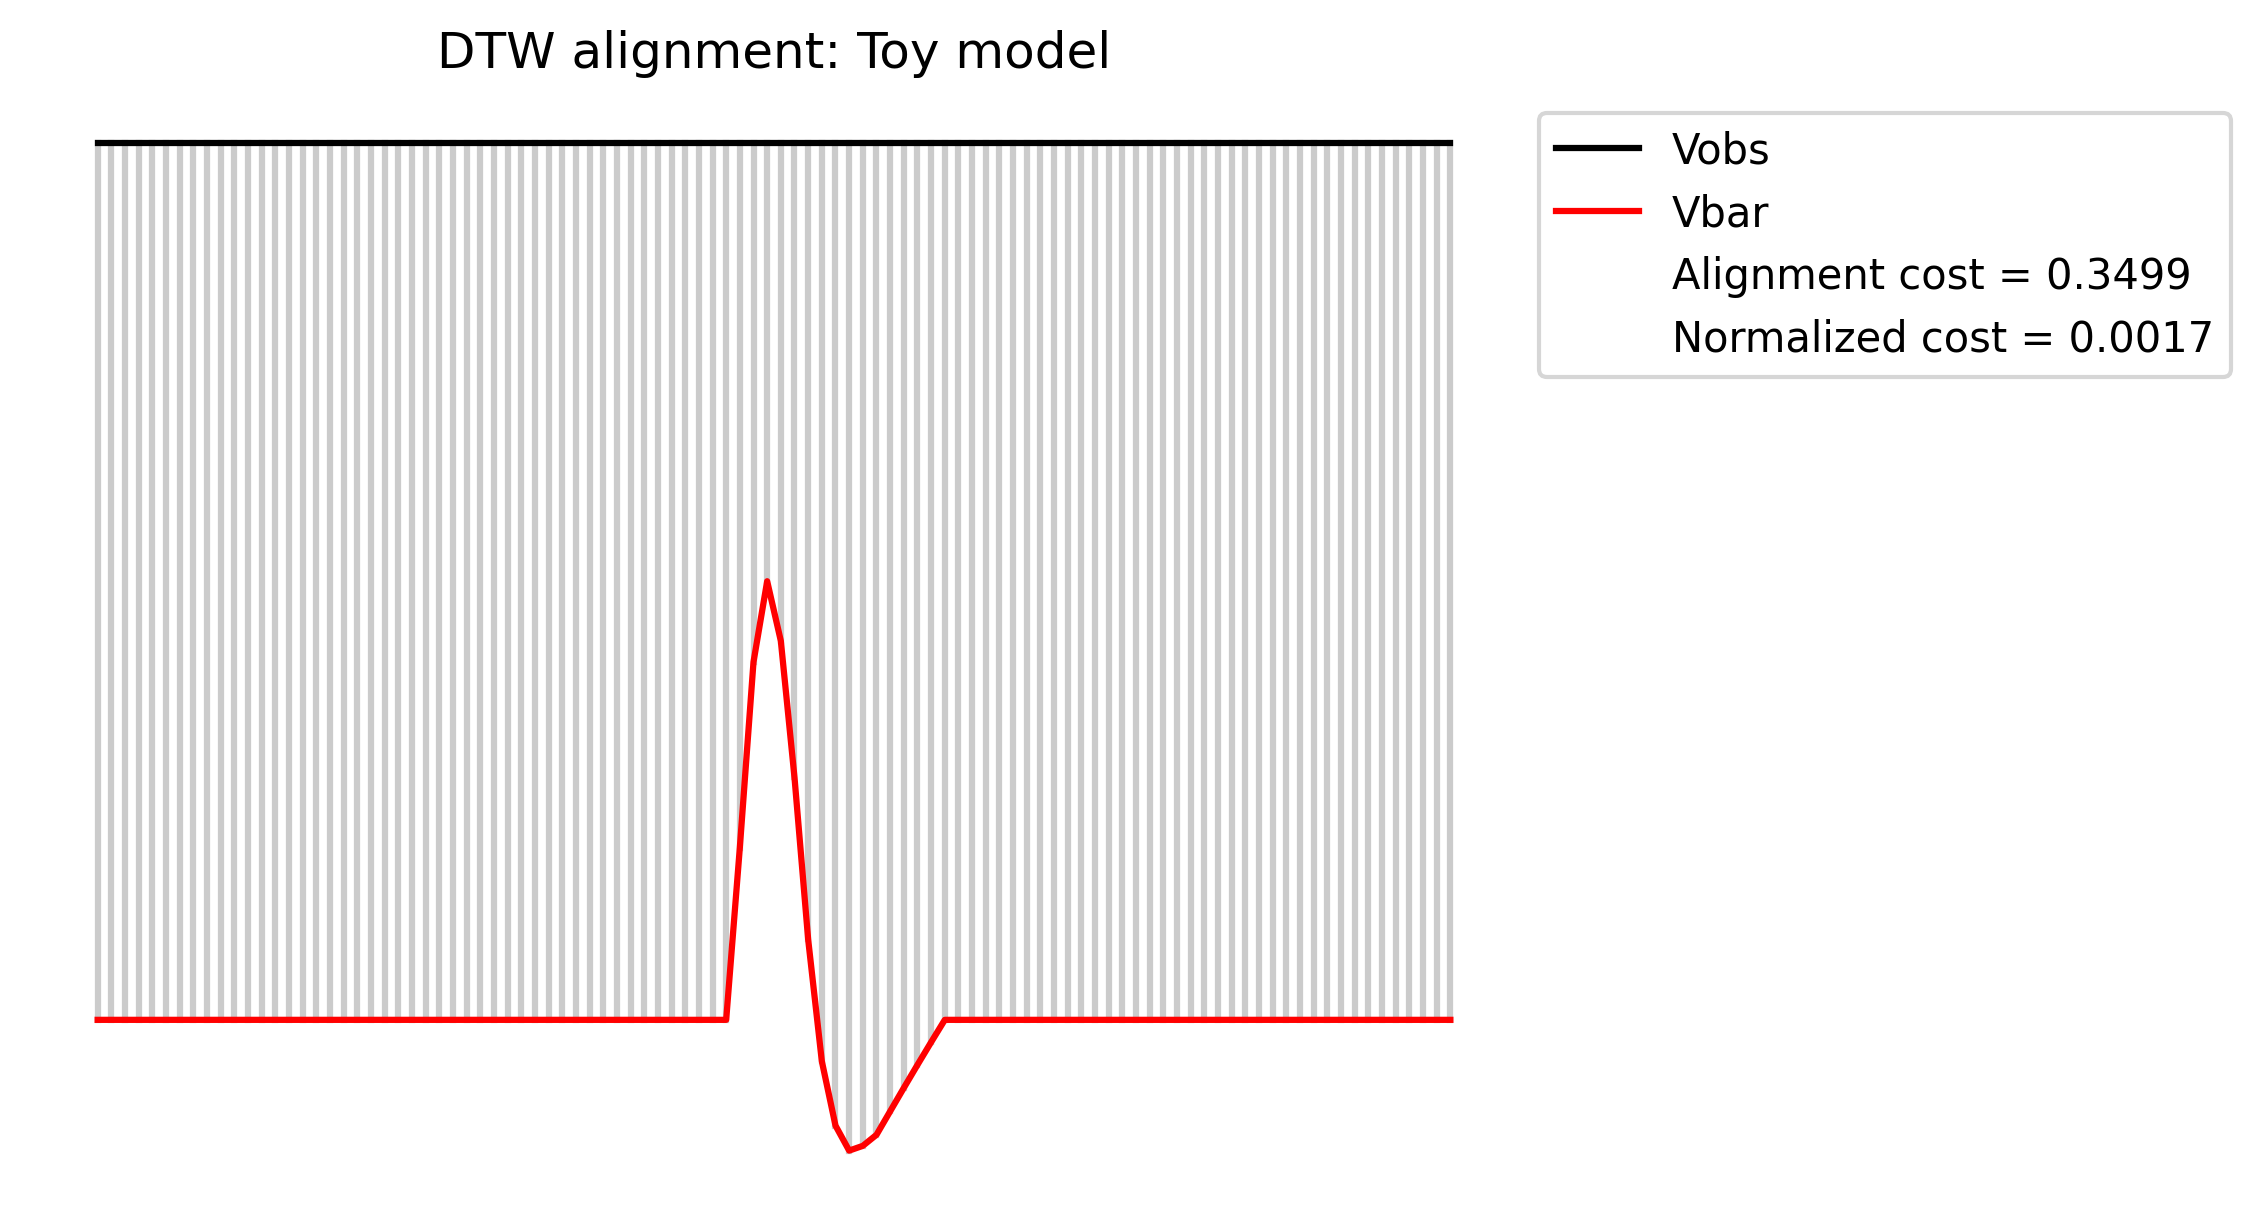 DTW alignment: Toy model
Vobs
Vbar
Alignment cost = 0.3499
Normalized cost = 0.0017